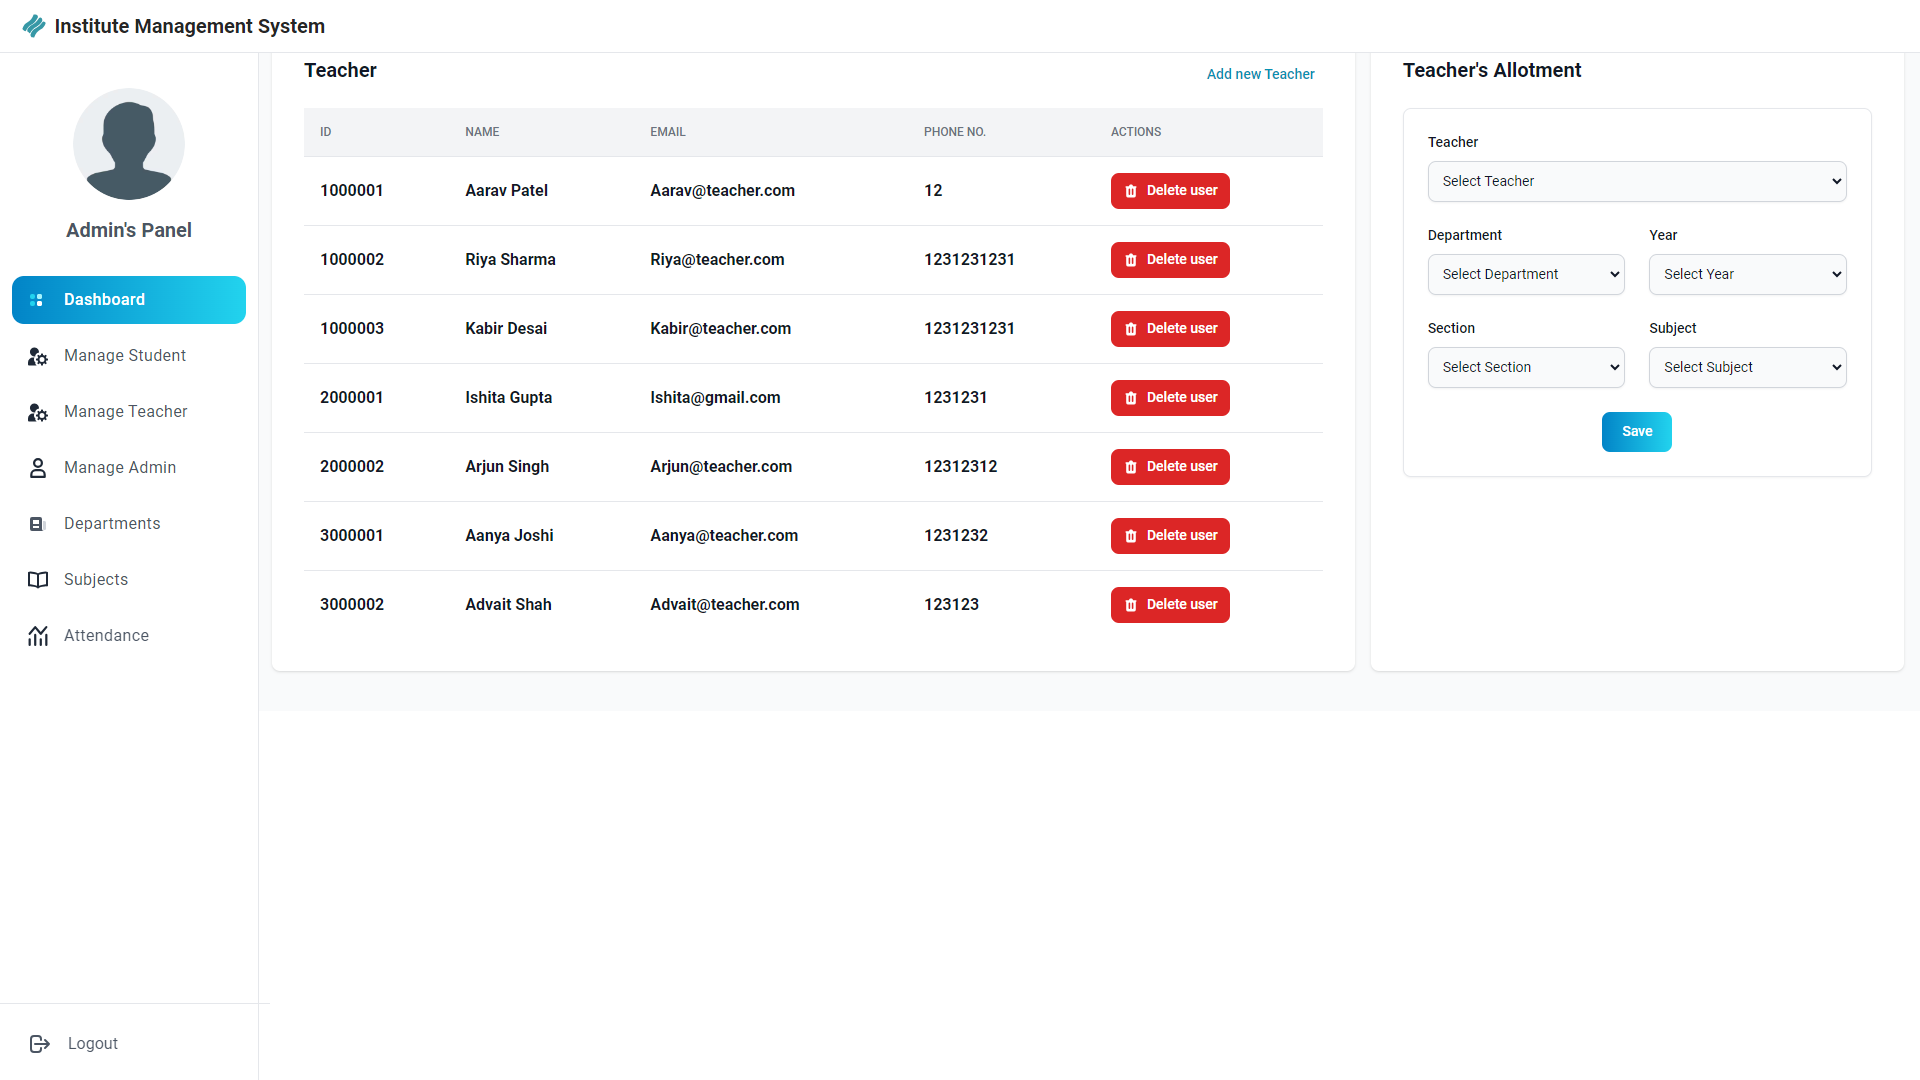 Institute Management System
Admin's Panel
Dashboard
Manage Student
Manage Teacher
Manage Admin
Departments
Subjects
Attendance
Logout
Teacher
Add new Teacher
ID NAME EMAIL PHONE NO. ACTIONS
1000001 Aarav Patel Aarav@teacher.com 12 Delete user
1000002 Riya Sharma Riya@teacher.com 1231231231 Delete user
1000003 Kabir Desai Kabir@teacher.com 1231231231 Delete user
2000001 Ishita Gupta Ishita@gmail.com 1231231 Delete user
2000002 Arjun Singh Arjun@teacher.com 12312312 Delete user
3000001 Aanya Joshi Aanya@teacher.com 1231232 Delete user
3000002 Advait Shah Advait@teacher.com 123123 Delete user
Teacher's Allotment
Teacher
Select Teacher
Department Year
Select Department Select Year
Section Subject
Select Section Select Subject
Save